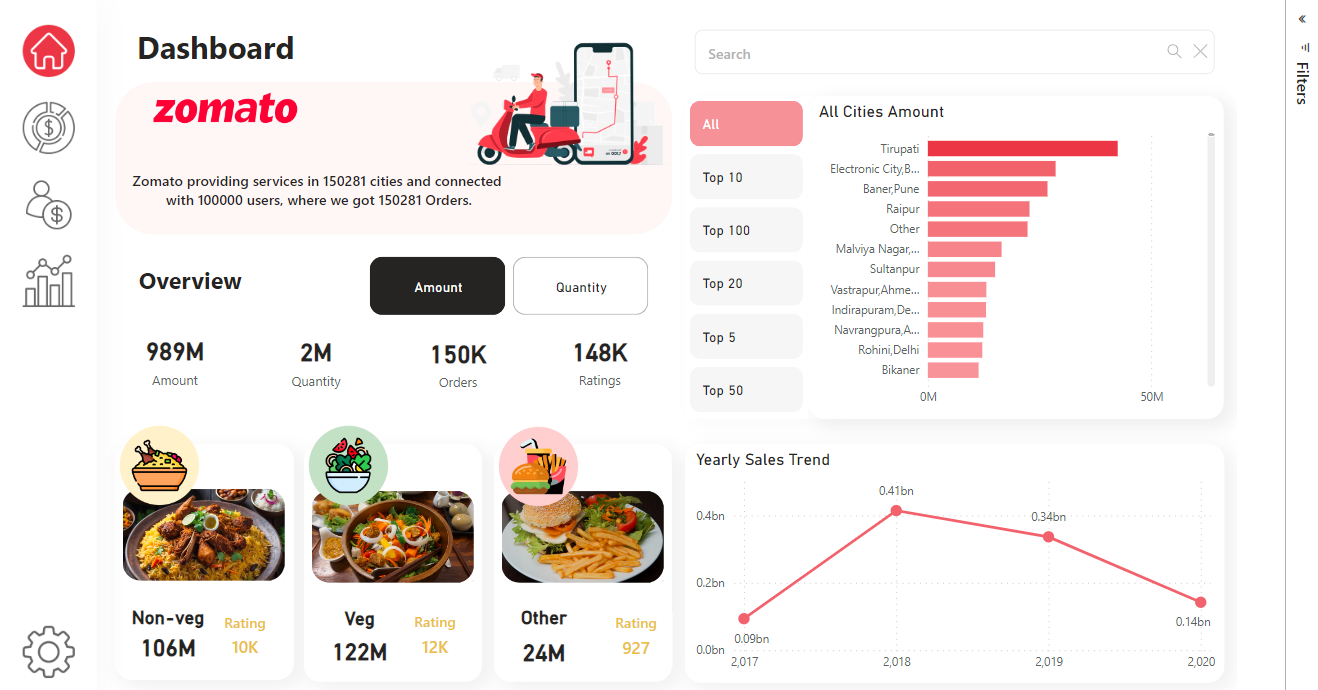 Dashboard
zomato
Zomato providing services in 150281 cities and connected
with 100000 users, where we got 150281 Orders.
Overview
Amount
Quantity
989M
Amount
2M
Quantity
150K
Orders
148K
Ratings
Non-veg
106M
Rating
10K
Veg
122M
Rating
12K
Other
24M
Rating
927
Search
All
Top 10
Top 100
Top 20
Top 5
Top 50
All Cities Amount
Tirupati
Electronic City,B...
Baner,Pune
Raipur
Other
Malviya Nagar,...
Sultanpur
Vastrapur,Ahme...
Indirapuram,De...
Navrangpura,A...
Rohini,Delhi
Bikaner
0M
50M
Yearly Sales Trend
0.4bn
0.2bn
0.0bn
0.09bn
0.41bn
0.34bn
0.14bn
2,017
2,018
2,019
2,020
Filters